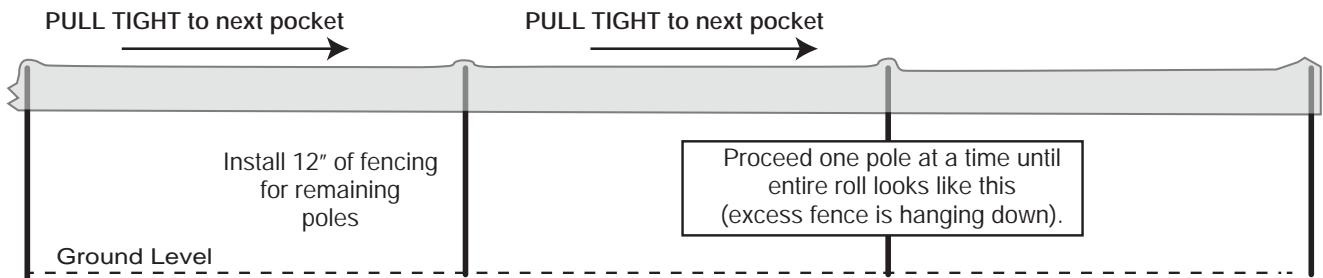 PULL TIGHT to next pocket
PULL TIGHT to next pocket
Install 12" of fencing
for remaining
poles
Proceed one pole at a time until
entire roll looks like this
(excess fence is hanging down).
Ground Level